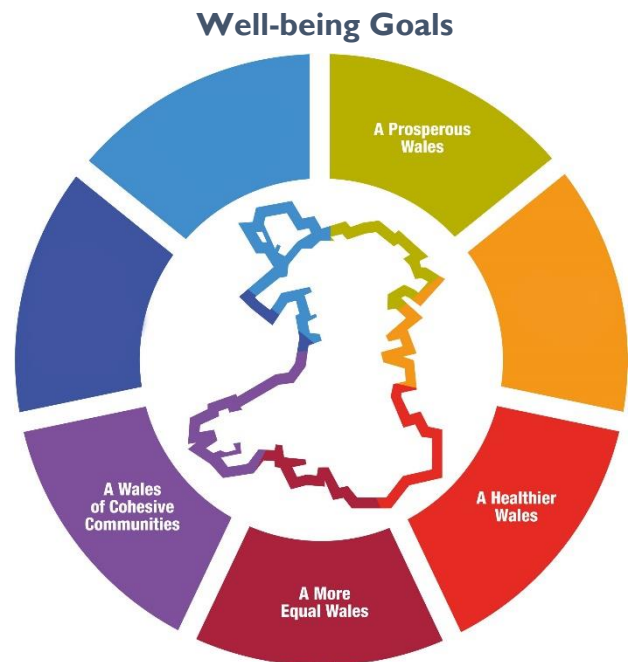 Well-being Goals
A Prosperous
Wales
A Healthier
Wales
A More
Equal Wales
A Wales
of Cohesive
Communities